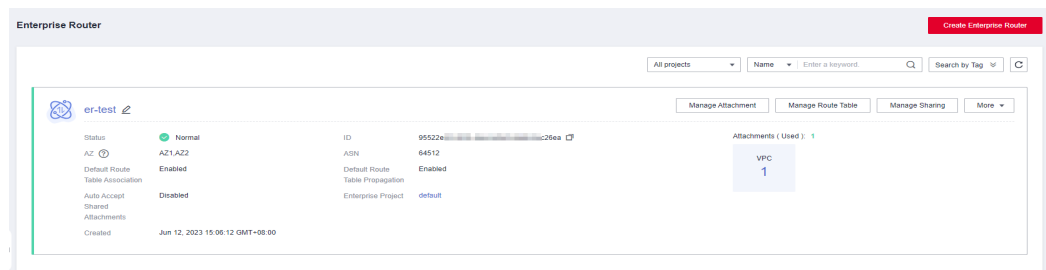 Enterprise Router
Create Enterprise Router
All projects
Name
Enter a keyword.
Search by Tag
er-test
Manage Attachment
Manage Route Table
Manage Sharing
More
Status
Normal
ID
95522e
c26ea
Attachments ( Used ): 1
AZ
AZ1,AZ2
ASN
64512
VPC
1
Default Route
Table Association
Enabled
Default Route
Table Propagation
Enabled
Auto Accept
Shared
Attachments
Disabled
Enterprise Project
default
Created
Jun 12, 2023 15:06:12 GMT+08:00